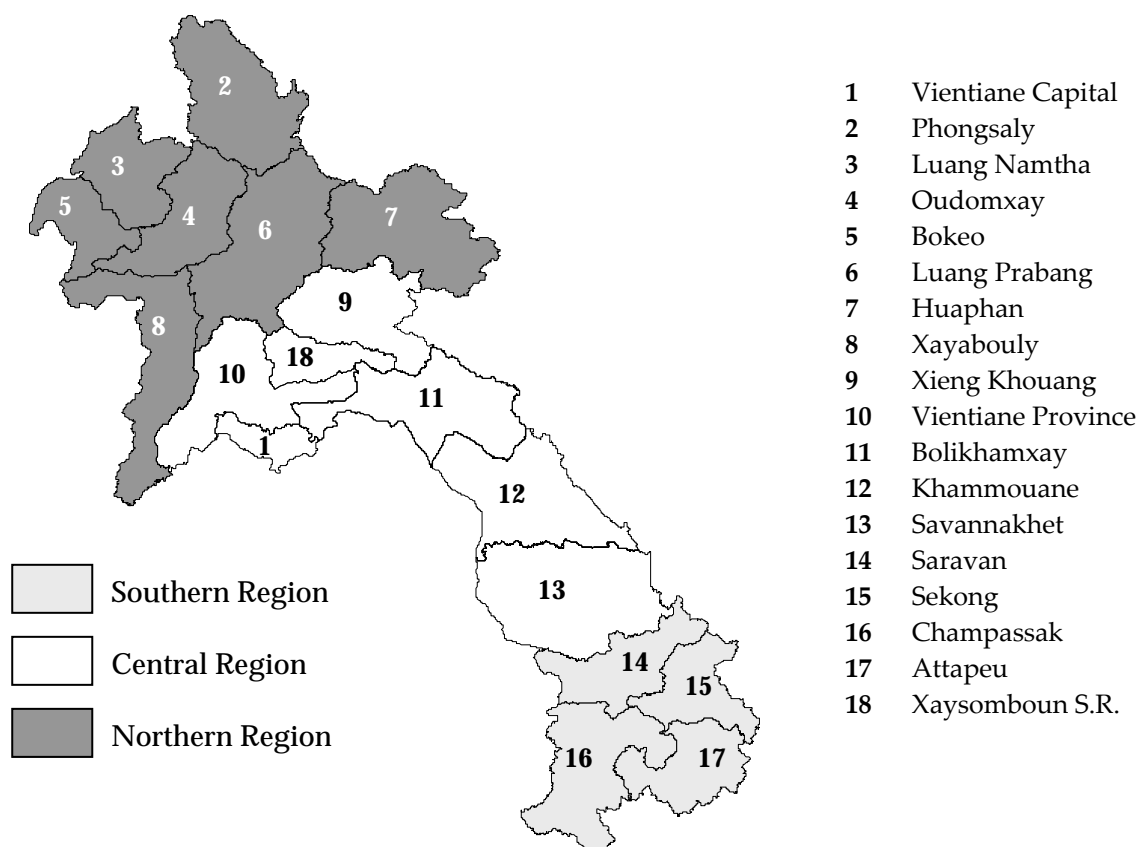 2
3
4
5
6
7
8
9
18
10
11
1
12
13
14
15
16
17
Southern Region
Central Region
Northern Region
1 Vientiane Capital
2 Phongsaly
3 Luang Namtha
4 Oudomxay
5 Bokeo
6 Luang Prabang
7 Huaphan
8 Xayabouly
9 Xieng Khouang
10 Vientiane Province
11 Bolikhamxay
12 Khammouane
13 Savannakhet
14 Saravan
15 Sekong
16 Champassak
17 Attapeu
18 Xaysomboun S.R.